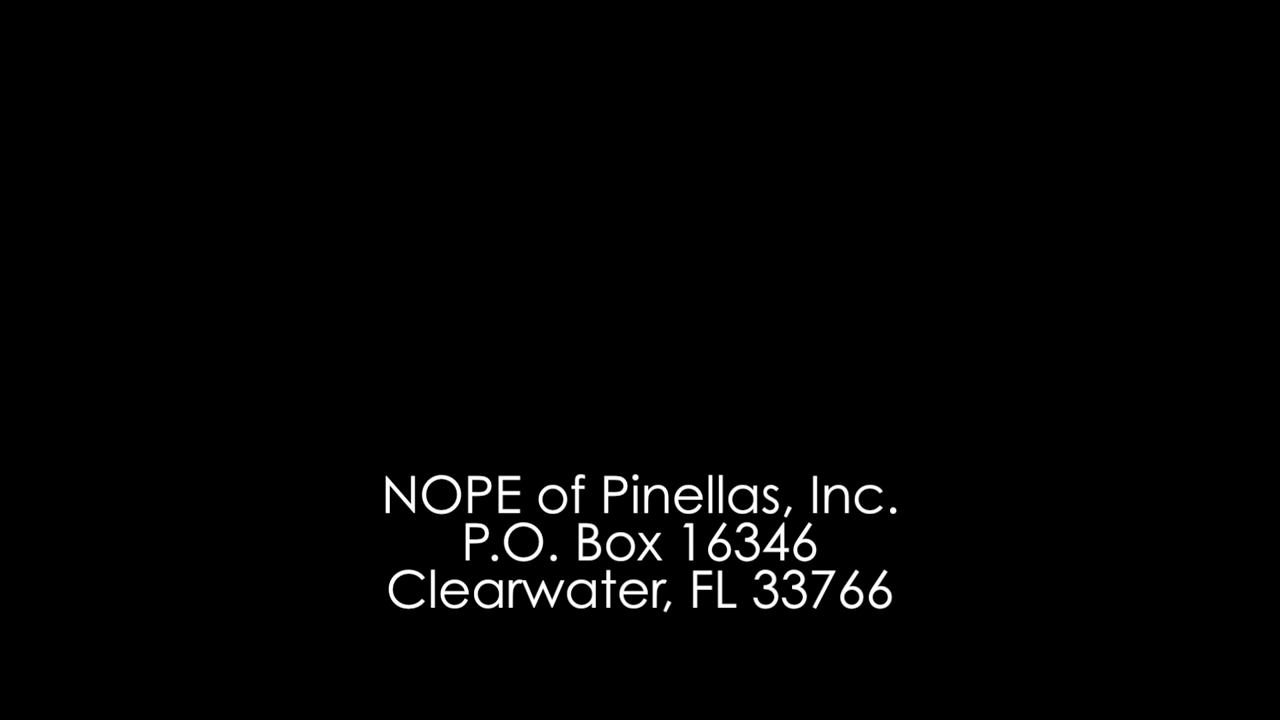 NOPE of Pinellas, Inc.
P.O. Box 16346
Clearwater, FL 33766